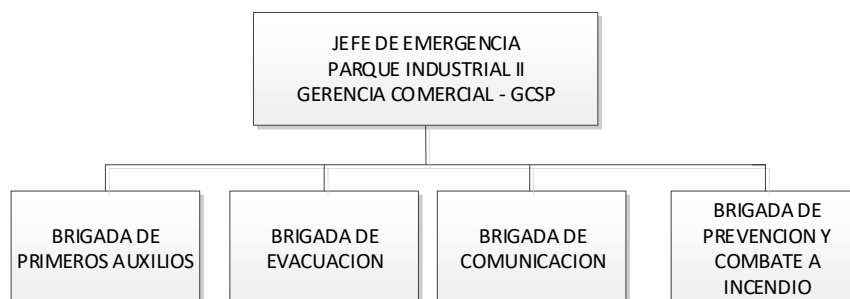 JEFE DE EMERGENCIA
PARQUE INDUSTRIAL II
GERENCIA COMERCIAL - GCSP
BRIGADA DE
PRIMEROS AUXILIOS
BRIGADA DE
EVACUACION
BRIGADA DE
COMUNICACION
BRIGADA DE
PREVENCION Y
COMBATE A
INCENDIO